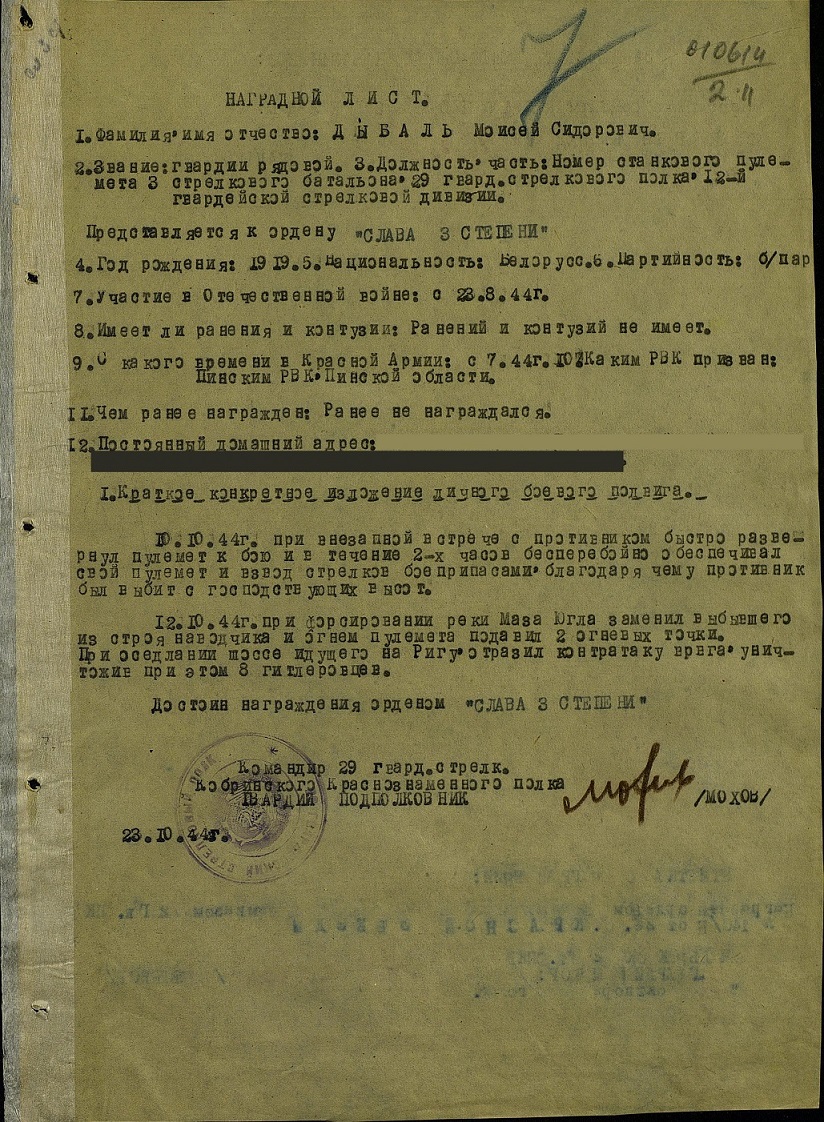 010614
2 11
НАГРАДНОЙ ЛИСТ.
1.Фамилия,имя отчество: ДЫБАЛЬ Моисей Сидорович.
2.Звание:гвардии рядовой. 3.Должность,часть:Номер станкового пуле-
мета 3 стрелкового батальона,29 гвард.стрелкового полка,12-й
гвардейской стрелковой дивизии.
Представляется к ордену "СЛАВА 3 СТЕПЕНИ"
4.Год рождения: 1919.5.Национальность: Белорусс.6.Партийность: б/пар
7.Участие в Отечественной войне: с 23.8.44г.
8.Имеет ли ранения и контузии: Ранений и контузий не имеет.
9.С какого времени в Красной Армии: с 7.44г.10.Каким РВК призван:
Пинским РВК,Пинской области.
11.Чем ранее награжден: Ранее не награждался.
12.Постоянный домашний адрес:
1.Краткое конкретное изложение личного боевого подвига.
10.10.44г. при внезапной встрече с противником быстро разве-
рнул пулемет к бою и в течение 2-х часов бесперебойно обеспечивал
свой пулемет и взвод стрелков боеприпасами,благодаря чему противник
был выбит с господствующих высот.
12.10.44г.при форсировании реки Маза Югла заменил выбывшего
из строя наводчика и огнем пулемета подавил 2 огневых точки.
При оседлании шоссе идущего на Ригу,отразил контратаку врага,унич-
тожив при этом 8 гитлеровцев.
Достоин награждения орденом "СЛАВА 3 СТЕПЕНИ"
Командир 29 гвард.стрелк.
Кобринского Краснознаменного полка
ГВАРДИИ ПОДПОЛКОВНИК /МОХОВ/
23.10.44г.